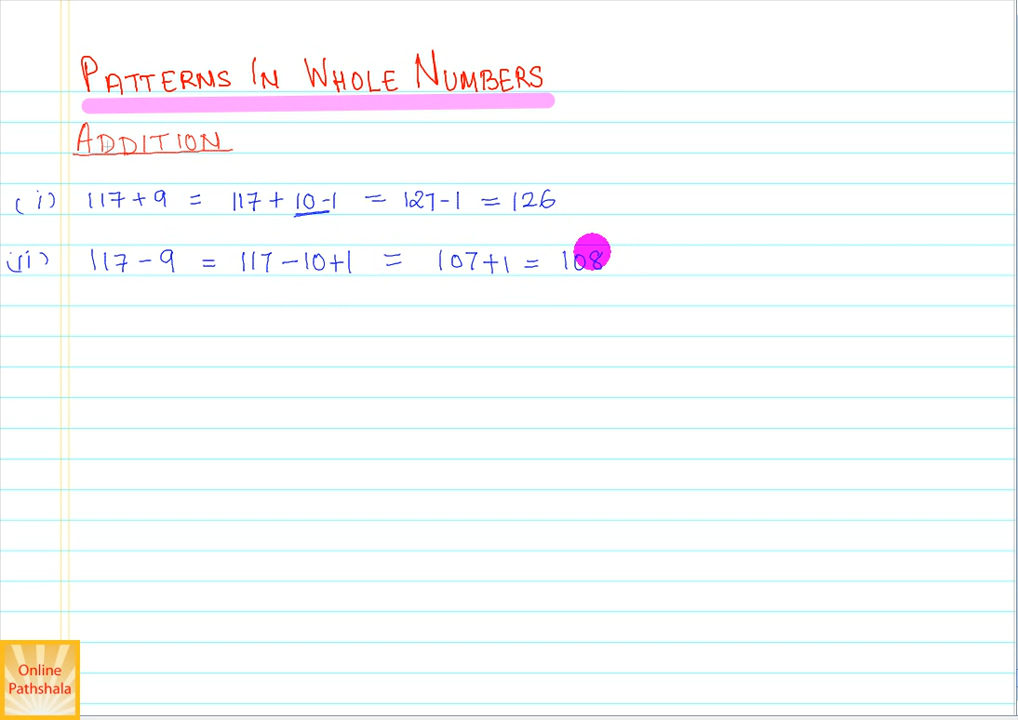 PATTERNS IN WHOLE NUMBERS
ADDITION
(i) 117 + 9 = 117 + 10 - 1 = 127 - 1 = 126
(ii) 117 - 9 = 117 - 10 + 1 = 107 + 1 = 108
Online
Pathshala